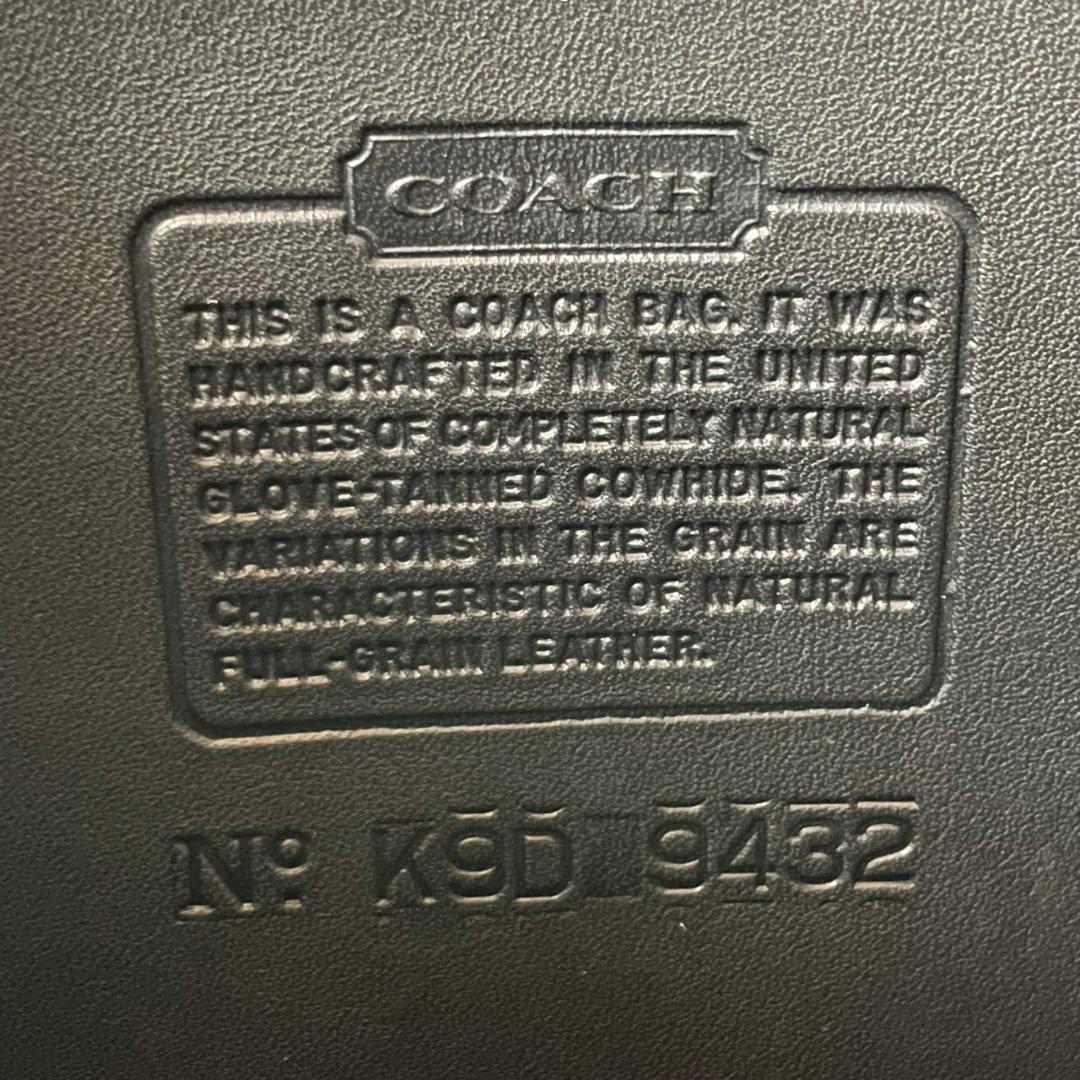 COACH
THIS IS A COACH BAG. IT WAS
HANDCRAFTED IN THE UNITED
STATES OF COMPLETELY NATURAL
GLOVE-TANNED COWHIDE. THE
VARIATIONS IN THE GRAIN ARE
CHARACTERISTIC OF NATURAL
FULL-GRAIN LEATHER.
Nº K9D 9432